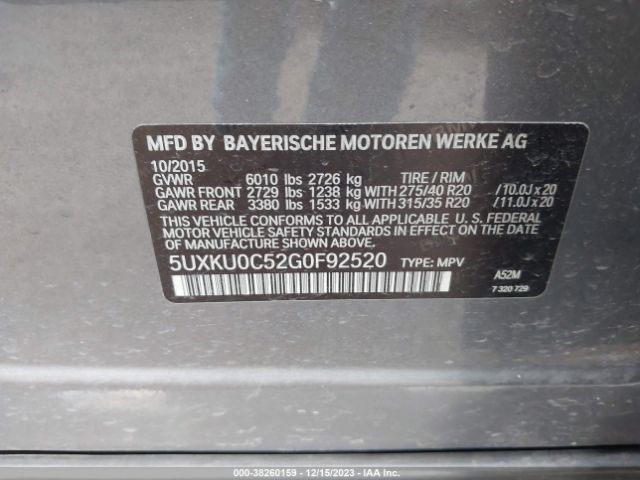 MFD BY BAYERISCHE MOTOREN WERKE AG
10/2015
GVWR 6010 lbs 2726 kg TIRE / RIM
GAWR FRONT 2729 lbs 1238 kg WITH 275/40 R20 /10.0J x 20
GAWR REAR 3380 lbs 1533 kg WITH 315/35 R20 /11.0J x 20
THIS VEHICLE CONFORMS TO ALL APPLICABLE U. S. FEDERAL
MOTOR VEHICLE SAFETY STANDARDS IN EFFECT ON
THE DATE OF MANUFACTURE SHOWN ABOVE.
5UXKU0C52G0F92520 TYPE: MPV
A52M
7 320 729
000-38260159 - 12/15/2023 - IAA Inc.